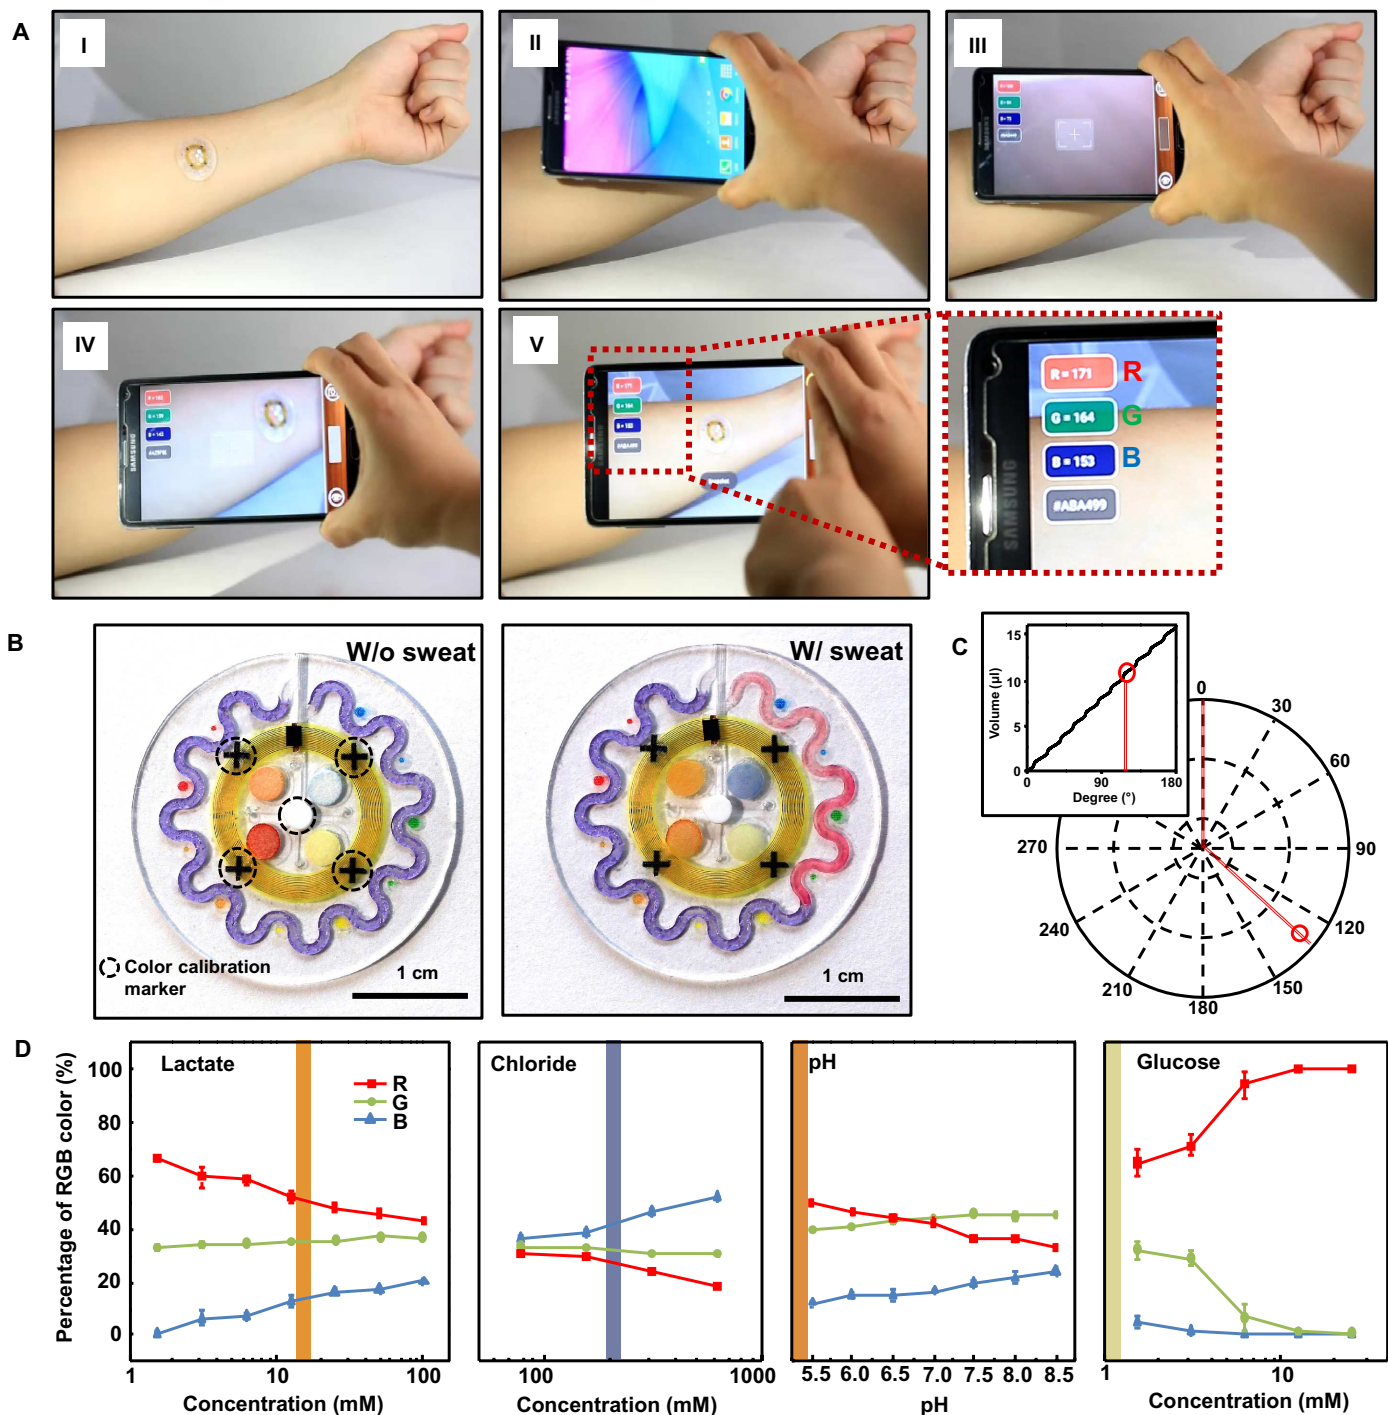 A
I
II
III
IV
V
SAMSUNG
SAMSUNG
R = 171
R
G = 164
G
B = 153
B
#ABA499
SAMSUNG
B
W/o sweat
Color calibration
marker
1 cm
W/ sweat
1 cm
C
Volume (µl)
15
10
5
0
0
90
180
Degree (°)
0
30
60
90
120
150
180
210
240
270
D
Percentage of RGB color (%)
100
80
60
40
20
0
Lactate
R
G
B
1
10
100
Concentration (mM)
Chloride
100
1000
Concentration (mM)
pH
5.5 6.0 6.5 7.0 7.5 8.0 8.5
pH
Glucose
1
10
Concentration (mM)